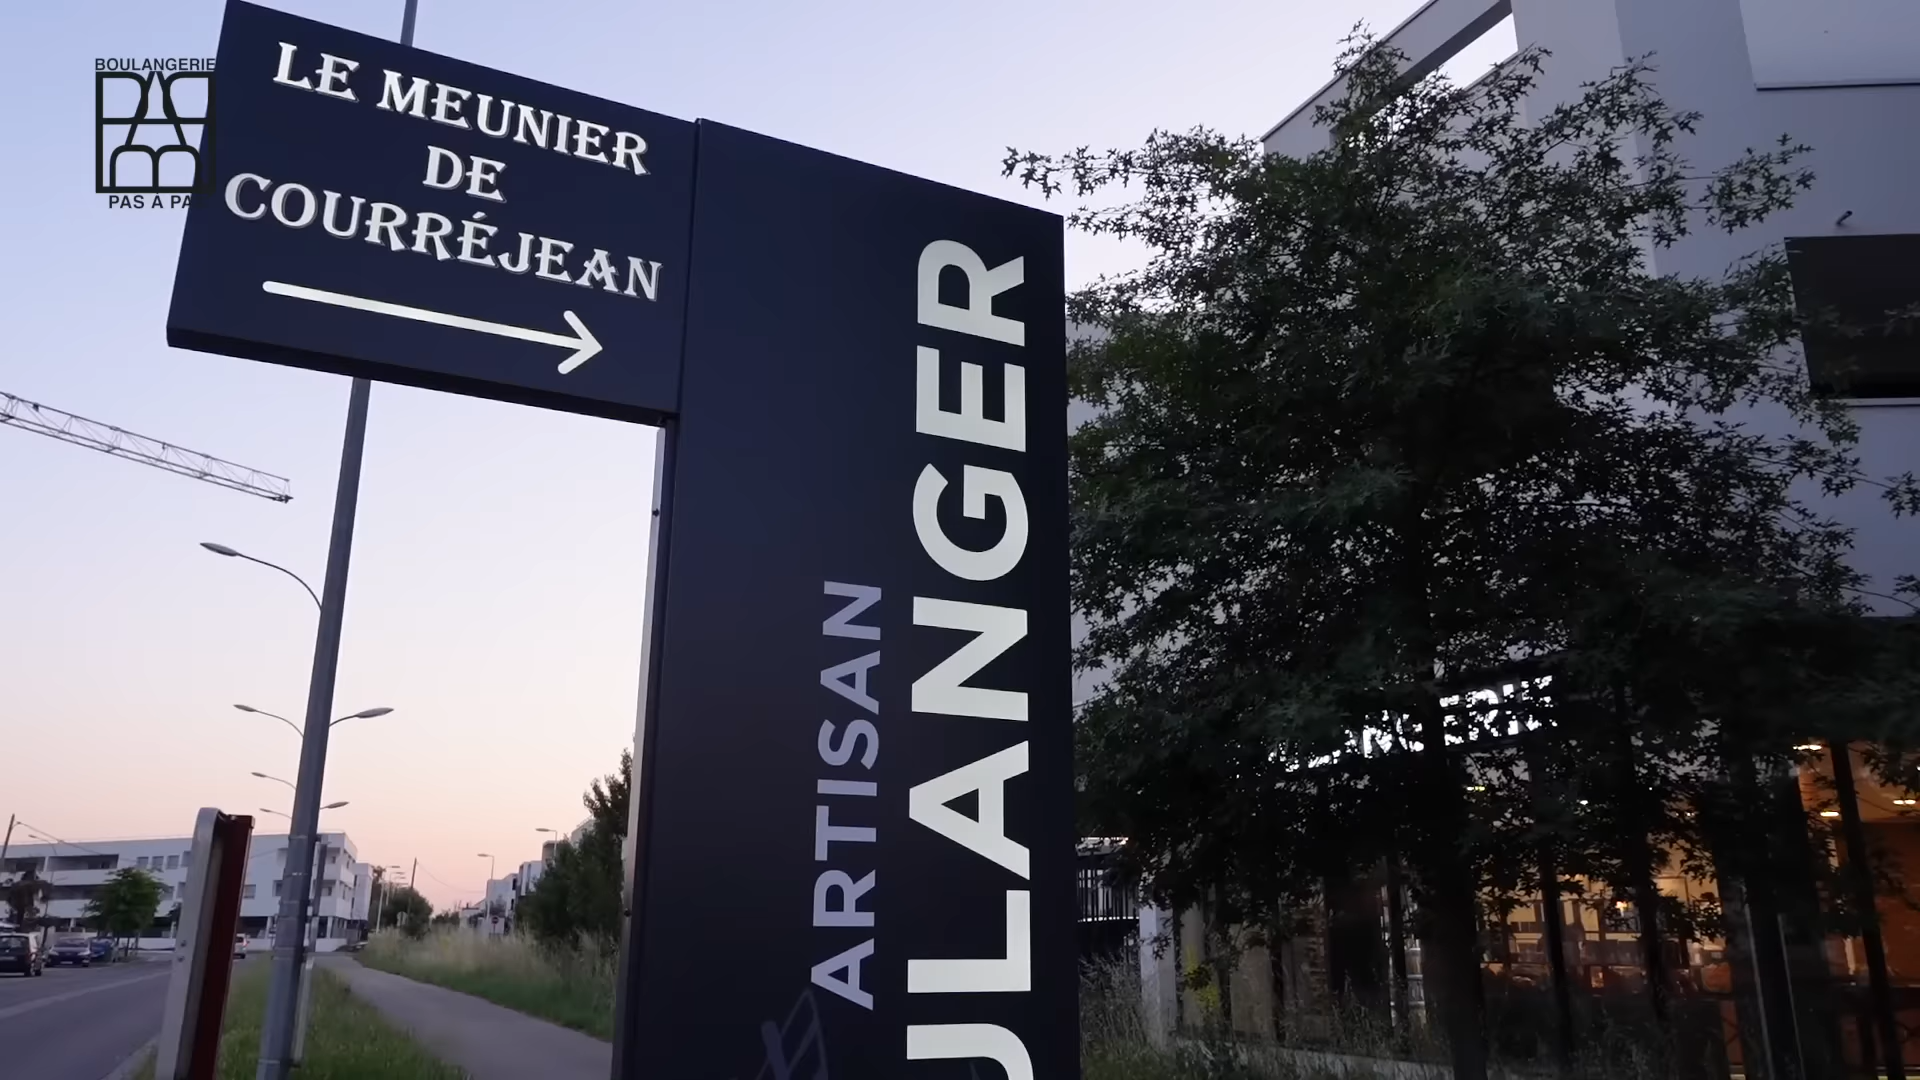 BOULANGERIE
PAS À PA
LE MEUNIER
DE
COURRÉJEAN
ARTISAN
ULANGER